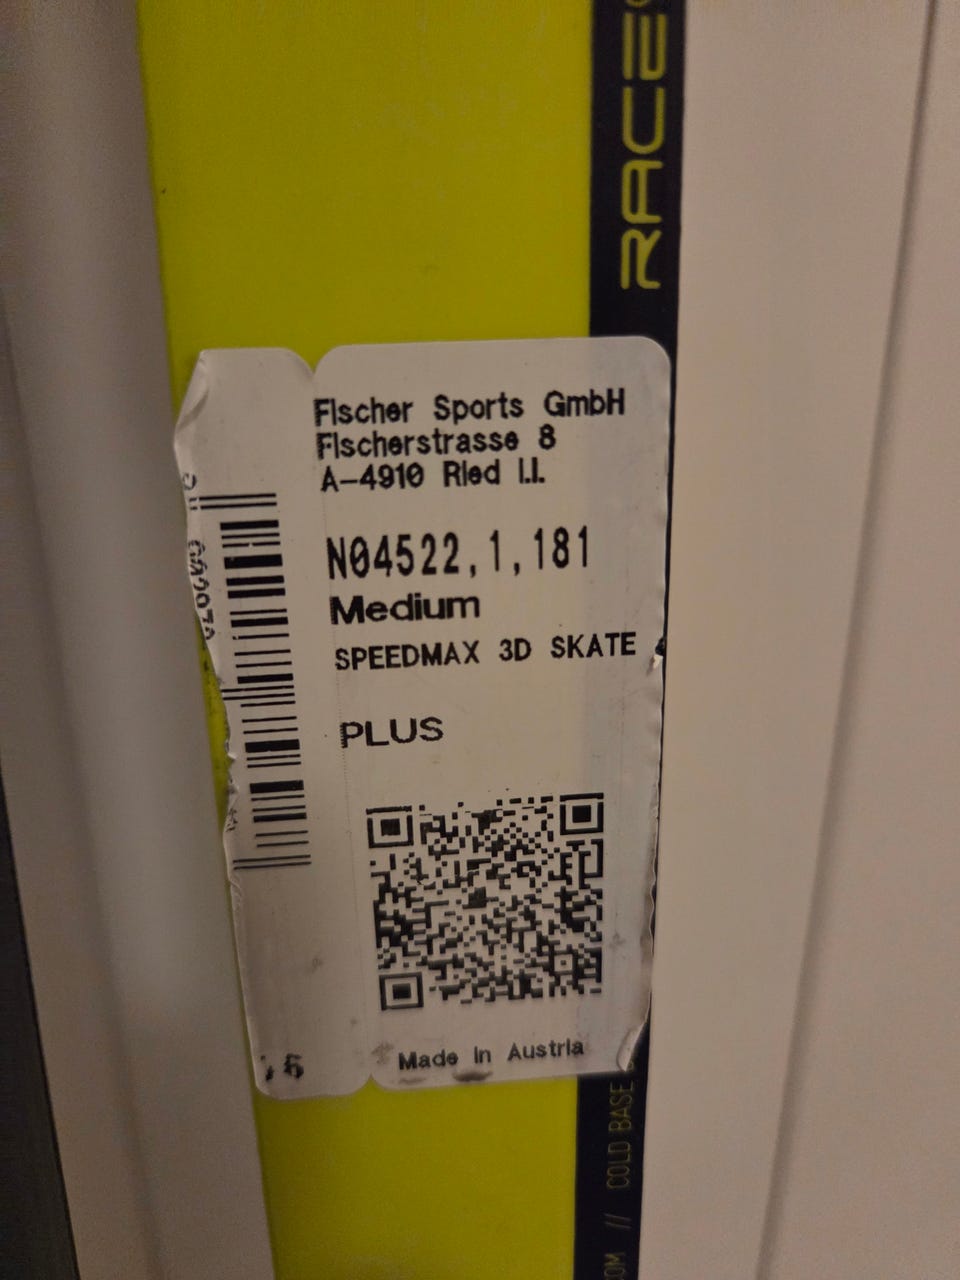 RACE
Fischer Sports GmbH
Fischerstrasse 8
A-4910 Ried I.I.
N04522,1,181
Medium
SPEEDMAX 3D SKATE
PLUS
Made in Austria
// COLD BASE